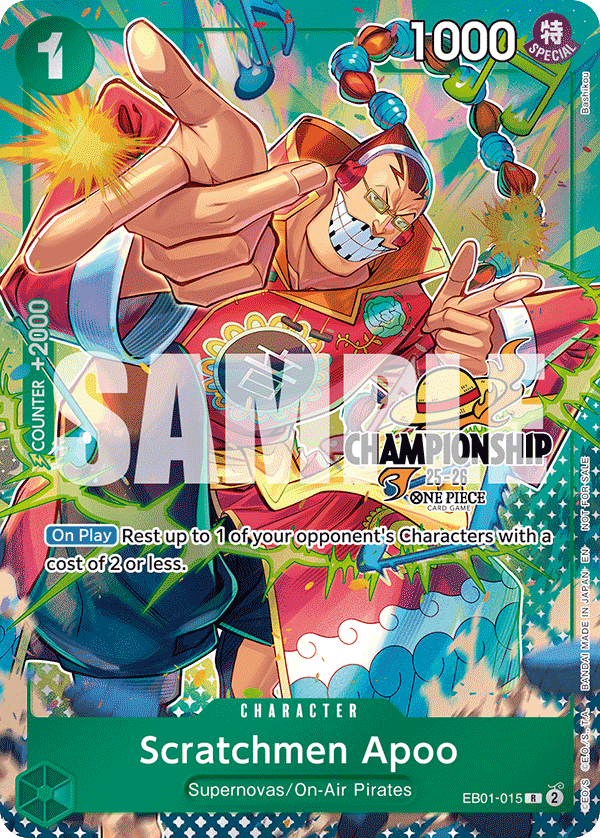 1
1000
特
SPECIAL
Bushikou
COUNTER +2000
SAMPLE
CHAMPIONSHIP
25-26
ONE PIECE
CARD GAME
On Play Rest up to 1 of your opponent's Characters with a
cost of 2 or less.
©E.O/S. ©E.O/S.,T.A. BANDAI MADE IN JAPAN EN NOT FOR SALE
CHARACTER
Scratchmen Apoo
Supernovas/On-Air Pirates
EB01-015 R 2